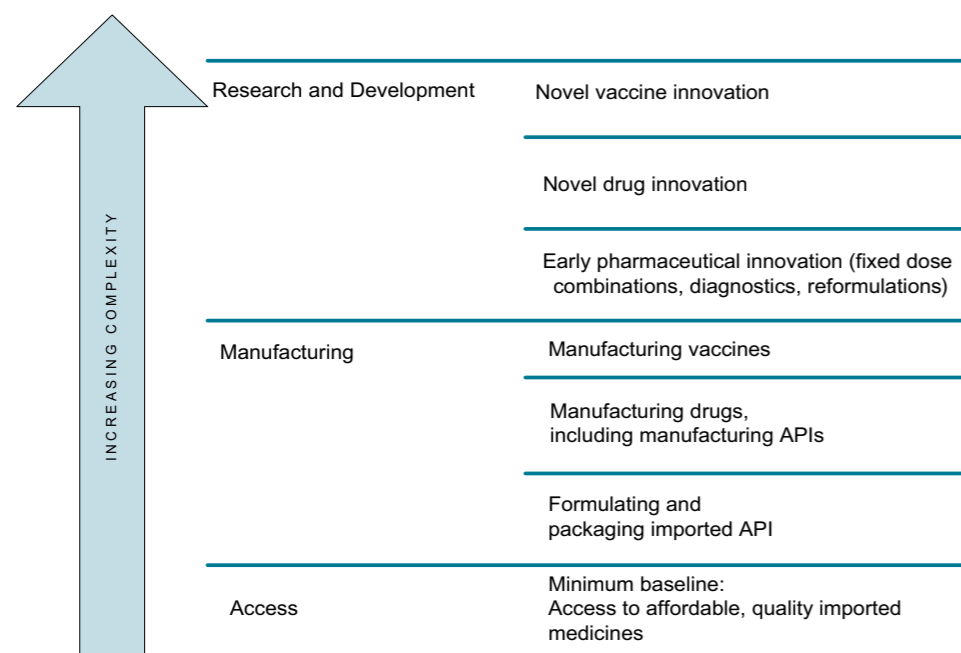 INCREASING COMPLEXITY
Research and Development
Novel vaccine innovation
Novel drug innovation
Early pharmaceutical innovation (fixed dose
combinations, diagnostics, reformulations)
Manufacturing
Manufacturing vaccines
Manufacturing drugs,
including manufacturing APIs
Formulating and
packaging imported API
Access
Minimum baseline:
Access to affordable, quality imported
medicines